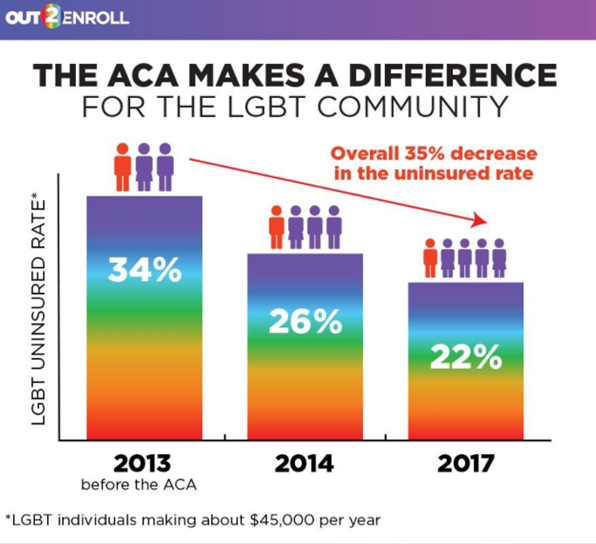 OUT2ENROLL
THE ACA MAKES A DIFFERENCE
FOR THE LGBT COMMUNITY
Overall 35% decrease
in the uninsured rate
LGBT UNINSURED RATE*
34%
26%
22%
2013
before the ACA
2014
2017
*LGBT individuals making about $45,000 per year